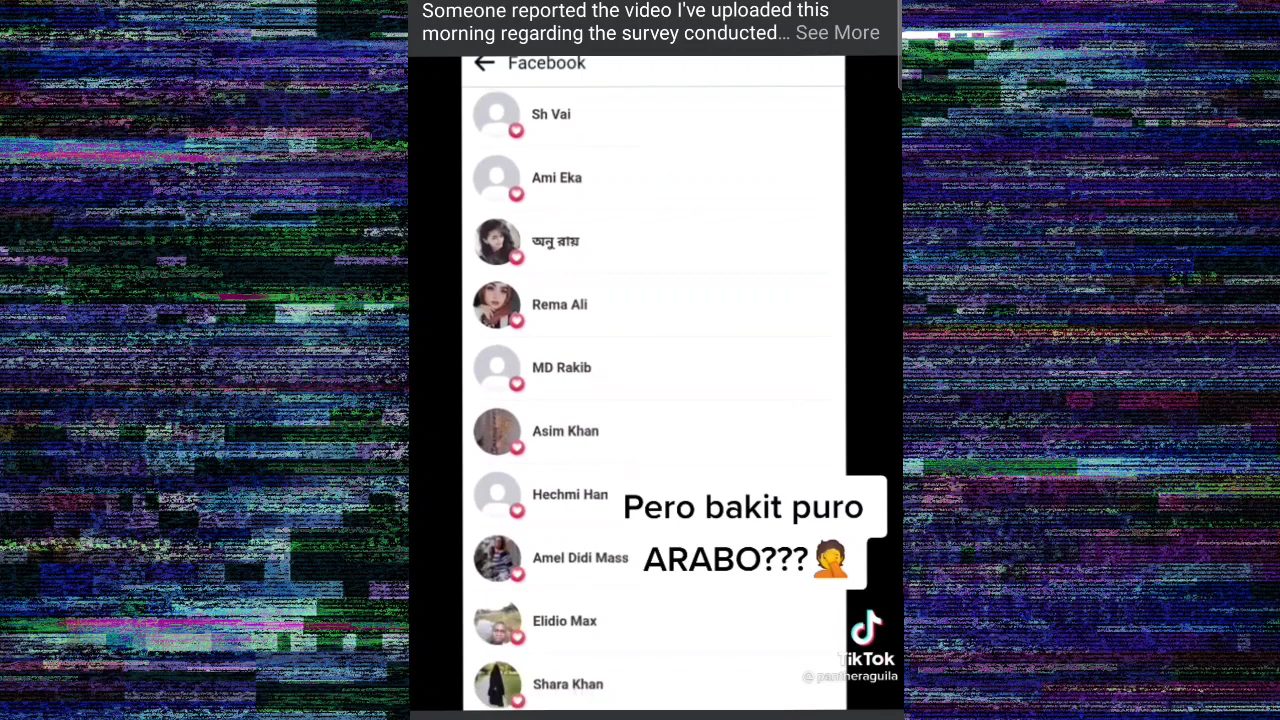 Someone reported the video I've uploaded this
morning regarding the survey conducted... See More
Facebook
Sh Vai
Ami Eka
অনু রায়
Rema Ali
MD Rakib
Asim Khan
Hechmi Han
Pero bakit puro
ARABO???
Amel Didi Mass
Elidio Max
TikTok
@ pantheraguila
Shara Khan